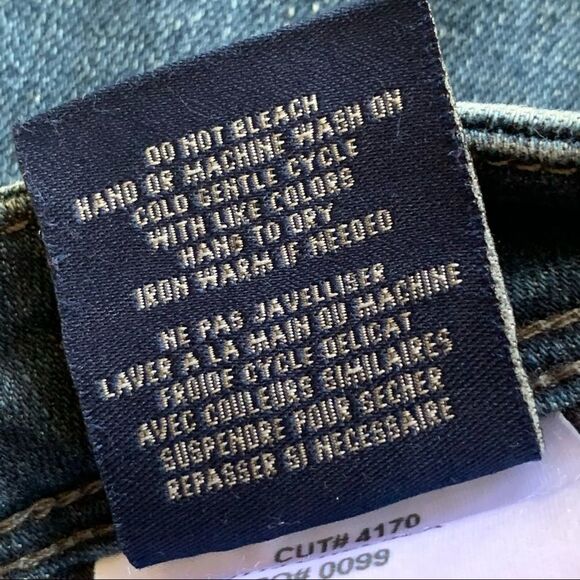 DO NOT BLEACH
HAND OR MACHINE WASH ON
COLD GENTLE CYCLE
WITH LIKE COLORS
HANG TO DRY
IRON WARM IF NEEDED
NE PAS JAVELLISER
LAVER A LA MAIN OU MACHINE
FROIDE CYCLE DELICAT
AVEC COULEURS SIMILAIRES
SUSPENDRE POUR SECHER
REPASSER SI NECESSAIRE
CUT# 4170
0099